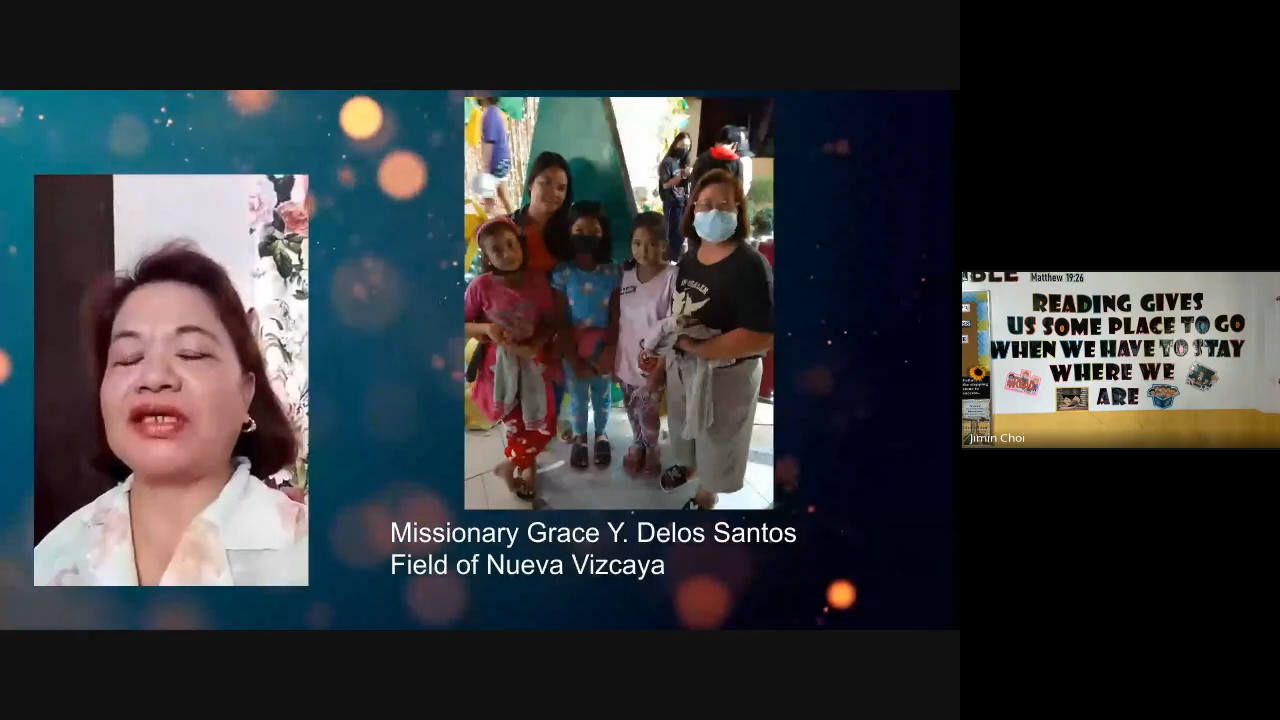 Missionary Grace Y. Delos Santos
Field of Nueva Vizcaya
Matthew 19:26
READING GIVES
US SOME PLACE TO GO
WHEN WE HAVE TO STAY
WHERE WE
ARE
Jimin Choi